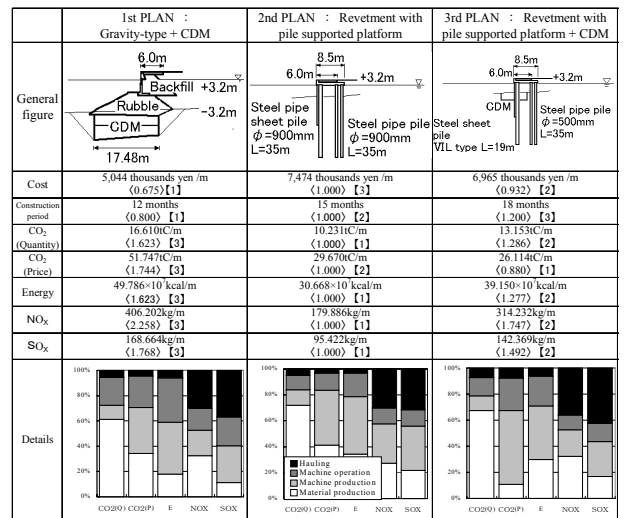 1st PLAN : Gravity-type + CDM
2nd PLAN : Revetment with pile supported platform
3rd PLAN : Revetment with pile supported platform + CDM
General figure
6.0m
Backfill
+3.2m
Rubble
-3.2m
CDM
17.48m
8.5m
6.0m
+3.2m
Steel pipe sheet pile
φ=900mm
L=35m
Steel pipe pile
φ=900mm
L=35m
8.5m
6.0m
+3.2m
CDM
Steel sheet pile
VIL type L=19m
Steel pipe pile
φ=500mm
L=35m
Cost
5,044 thousands yen /m
〈0.675〉【1】
7,474 thousands yen /m
〈1.000〉【3】
6,965 thousands yen /m
〈0.932〉【2】
Construction period
12 months
〈0.800〉【1】
15 months
〈1.000〉【2】
18 months
〈1.200〉【3】
CO2 (Quantity)
16.610tC/m
〈1.623〉【3】
10.231tC/m
〈1.000〉【1】
13.153tC/m
〈1.286〉【2】
CO2 (Price)
51.747tC/m
〈1.744〉【3】
29.670tC/m
〈1.000〉【2】
26.114tC/m
〈0.880〉【1】
Energy
49.786×10⁷kcal/m
〈1.623〉【3】
30.668×10⁷kcal/m
〈1.000〉【1】
39.150×10⁷kcal/m
〈1.277〉【2】
NOX
406.202kg/m
〈2.258〉【3】
179.886kg/m
〈1.000〉【1】
314.232kg/m
〈1.747〉【2】
SOX
168.664kg/m
〈1.768〉【3】
95.422kg/m
〈1.000〉【1】
142.369kg/m
〈1.492〉【2】
Details
100%
80%
60%
40%
20%
0%
CO2(Q) CO2(P) E NOX SOX
100%
80%
60%
40%
20%
0%
Hauling
Machine operation
Machine production
Material production
CO2(Q) CO2(P) E NOX SOX
100%
80%
60%
40%
20%
0%
CO2(Q) CO2(P) E NOX SOX